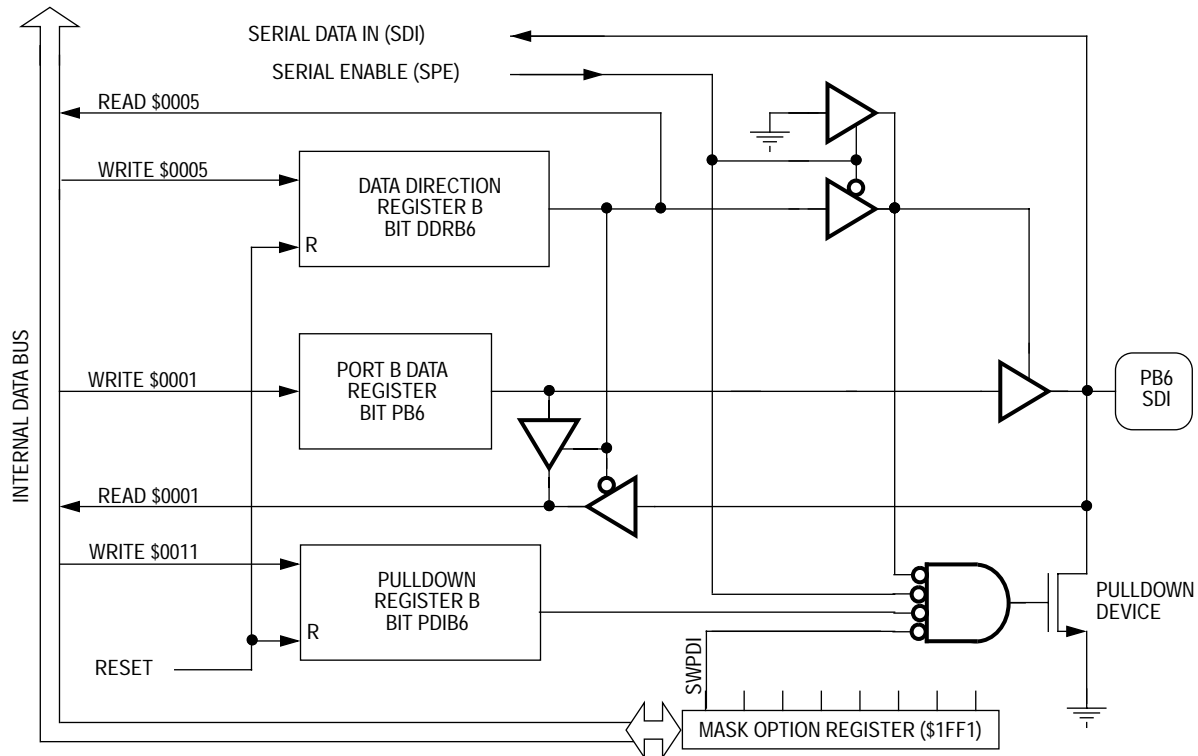 SERIAL DATA IN (SDI)
SERIAL ENABLE (SPE)
READ $0005
WRITE $0005
DATA DIRECTION
REGISTER B
BIT DDRB6
R
INTERNAL DATA BUS
WRITE $0001
PORT B DATA
REGISTER
BIT PB6
PB6
SDI
READ $0001
WRITE $0011
PULLDOWN
REGISTER B
BIT PDIB6
R
PULLDOWN
DEVICE
RESET
SWPDI
MASK OPTION REGISTER ($1FF1)